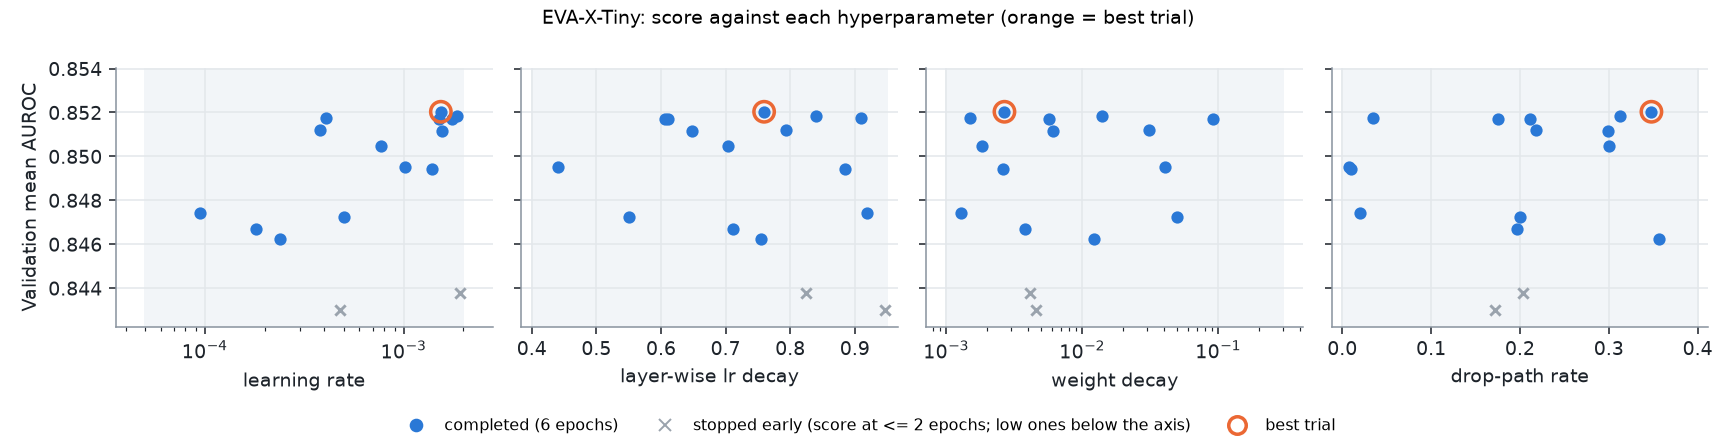 EVA-X-Tiny: score against each hyperparameter (orange = best trial)
Validation mean AUROC
0.854
0.852
0.850
0.848
0.846
0.844
10⁻⁴ 10⁻³
learning rate
0.4 0.5 0.6 0.7 0.8 0.9
layer-wise lr decay
10⁻³ 10⁻² 10⁻¹
weight decay
0.0 0.1 0.2 0.3 0.4
drop-path rate
completed (6 epochs) stopped early (score at <= 2 epochs; low ones below the axis) best trial